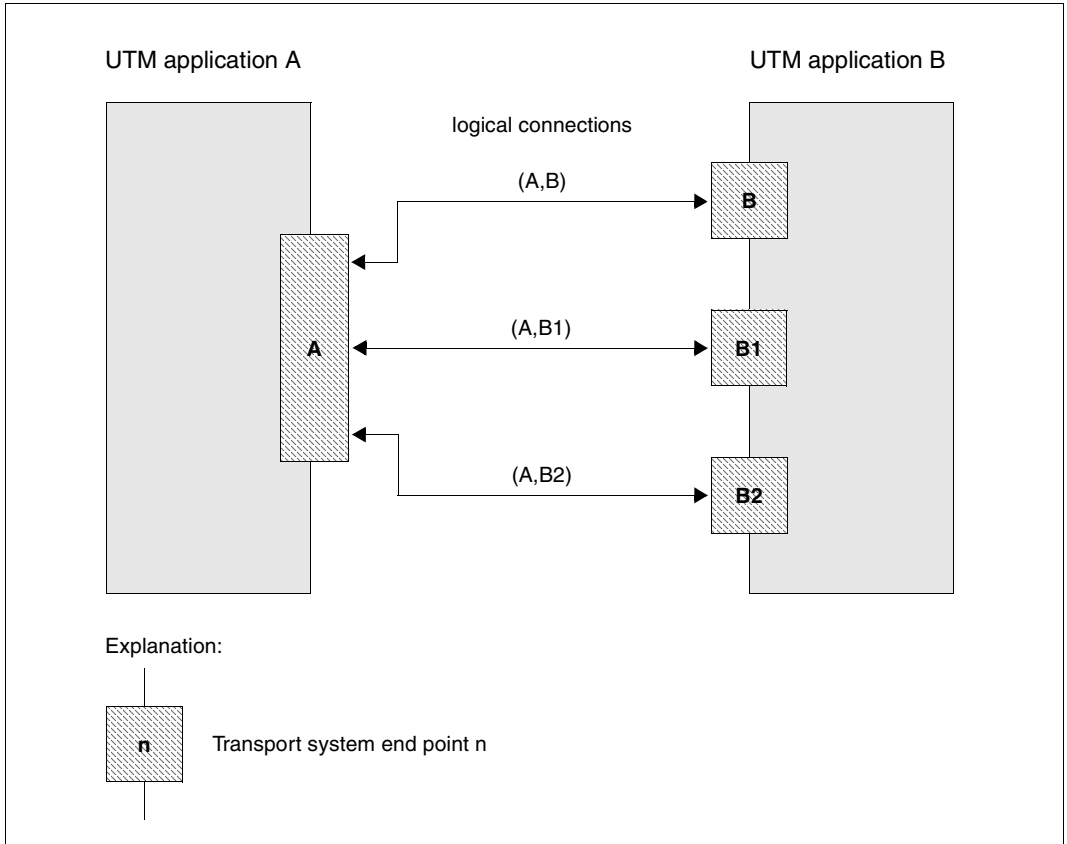 UTM application A
UTM application B
logical connections
(A,B)
B
(A,B1)
A
B1
(A,B2)
B2
Explanation:
n
Transport system end point n